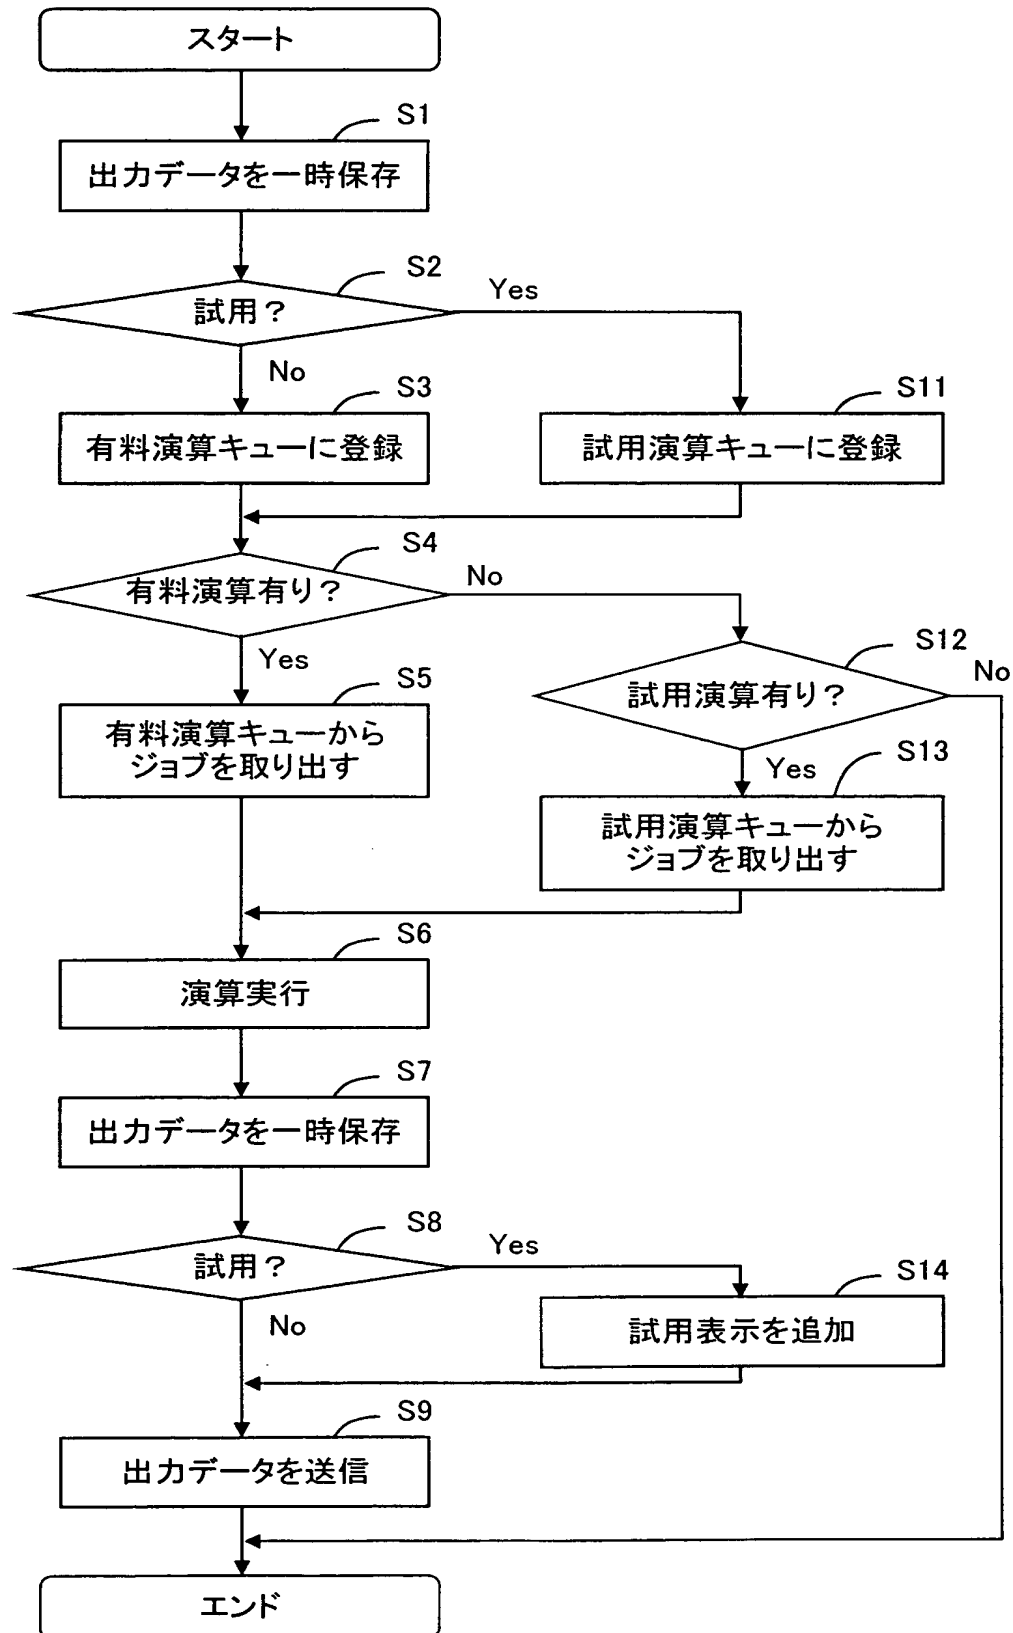 スタート
S1
出力データを一時保存
S2
試用？
Yes
No
S3
有料演算キューに登録
S11
試用演算キューに登録
S4
有料演算有り？
No
Yes
S12
試用演算有り？
No
S5
有料演算キューから
ジョブを取り出す
Yes
S13
試用演算キューから
ジョブを取り出す
S6
演算実行
S7
出力データを一時保存
S8
試用？
Yes
No
S14
試用表示を追加
S9
出力データを送信
エンド